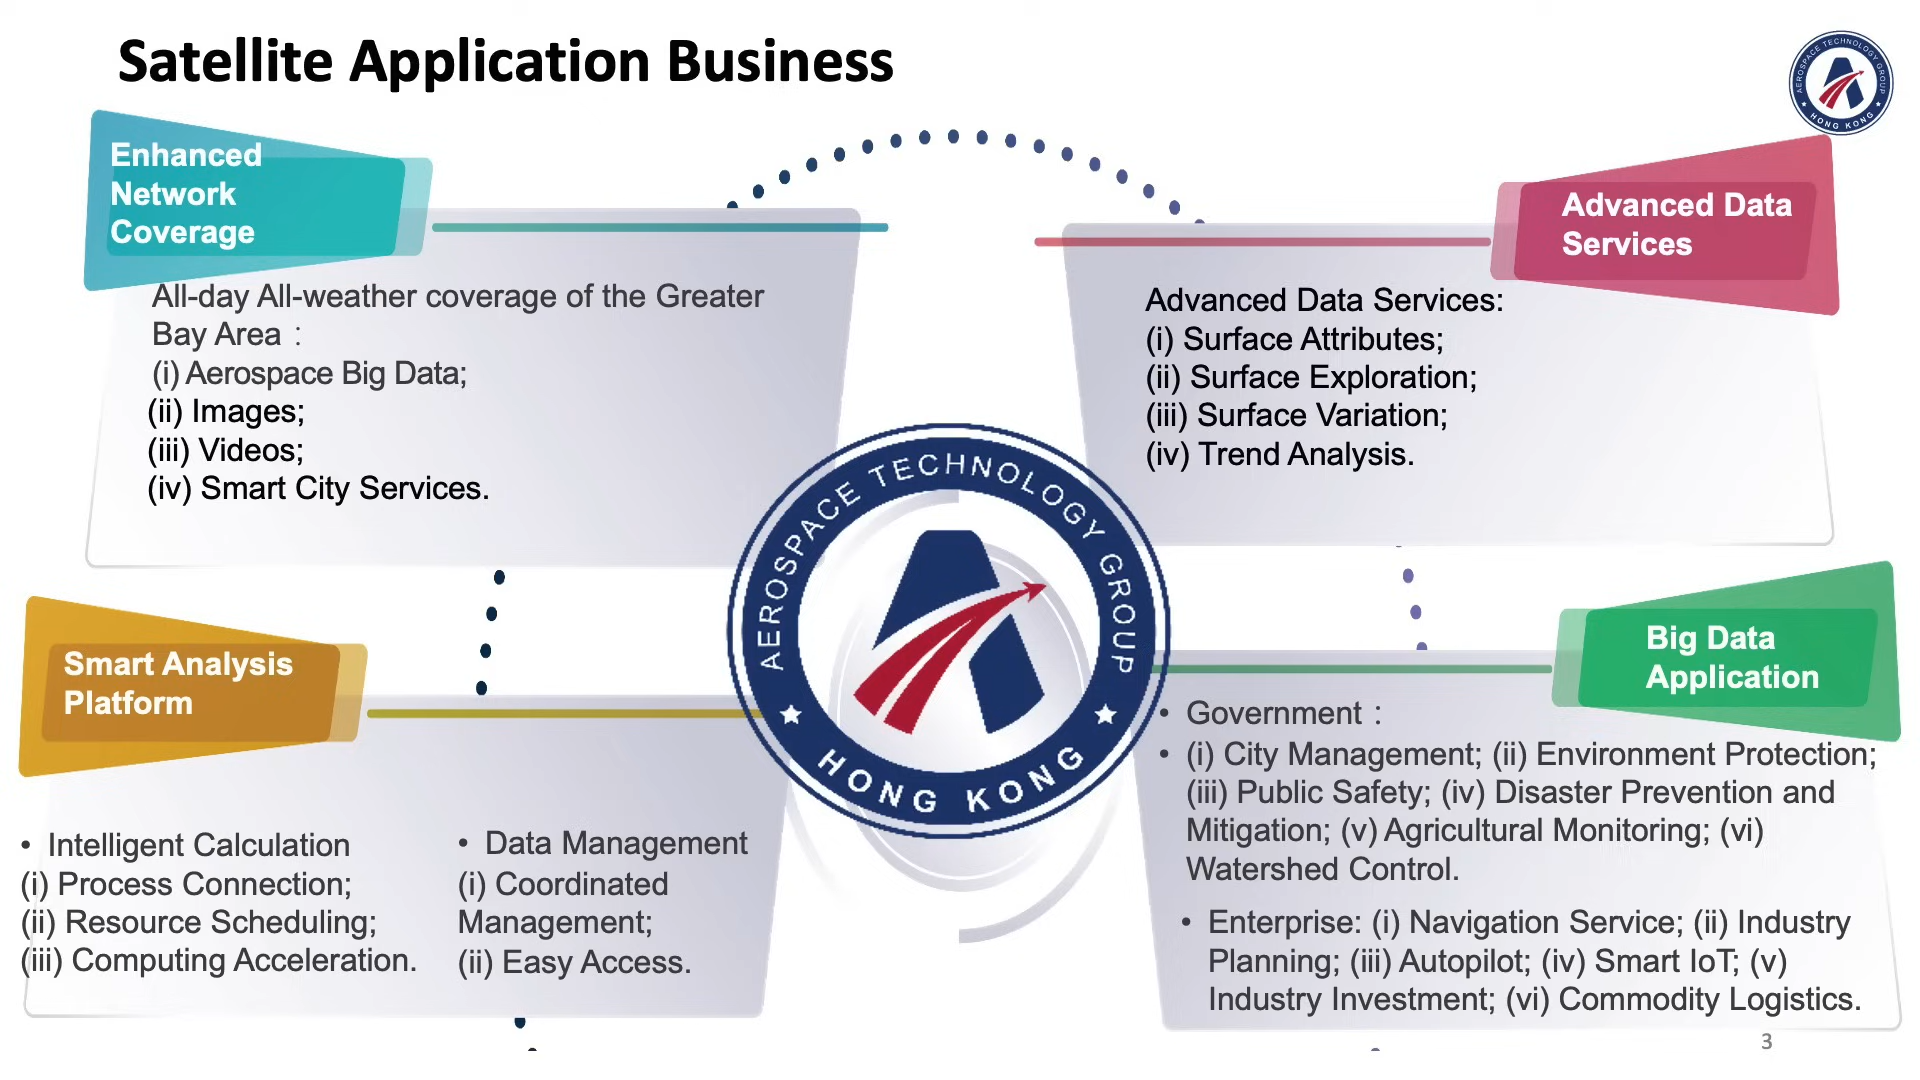 Satellite Application Business
AEROSPACE TECHNOLOGY GROUP
HONG KONG
Enhanced
Network
Coverage
All-day All-weather coverage of the Greater
Bay Area：
(i) Aerospace Big Data;
(ii) Images;
(iii) Videos;
(iv) Smart City Services.
Advanced Data
Services
Advanced Data Services:
(i) Surface Attributes;
(ii) Surface Exploration;
(iii) Surface Variation;
(iv) Trend Analysis.
AEROSPACE TECHNOLOGY GROUP
HONG KONG
Smart Analysis
Platform
• Intelligent Calculation
(i) Process Connection;
(ii) Resource Scheduling;
(iii) Computing Acceleration.
• Data Management
(i) Coordinated
Management;
(ii) Easy Access.
Big Data
Application
• Government：
• (i) City Management; (ii) Environment Protection;
(iii) Public Safety; (iv) Disaster Prevention and
Mitigation; (v) Agricultural Monitoring; (vi)
Watershed Control.
• Enterprise: (i) Navigation Service; (ii) Industry
Planning; (iii) Autopilot; (iv) Smart IoT; (v)
Industry Investment; (vi) Commodity Logistics.
3